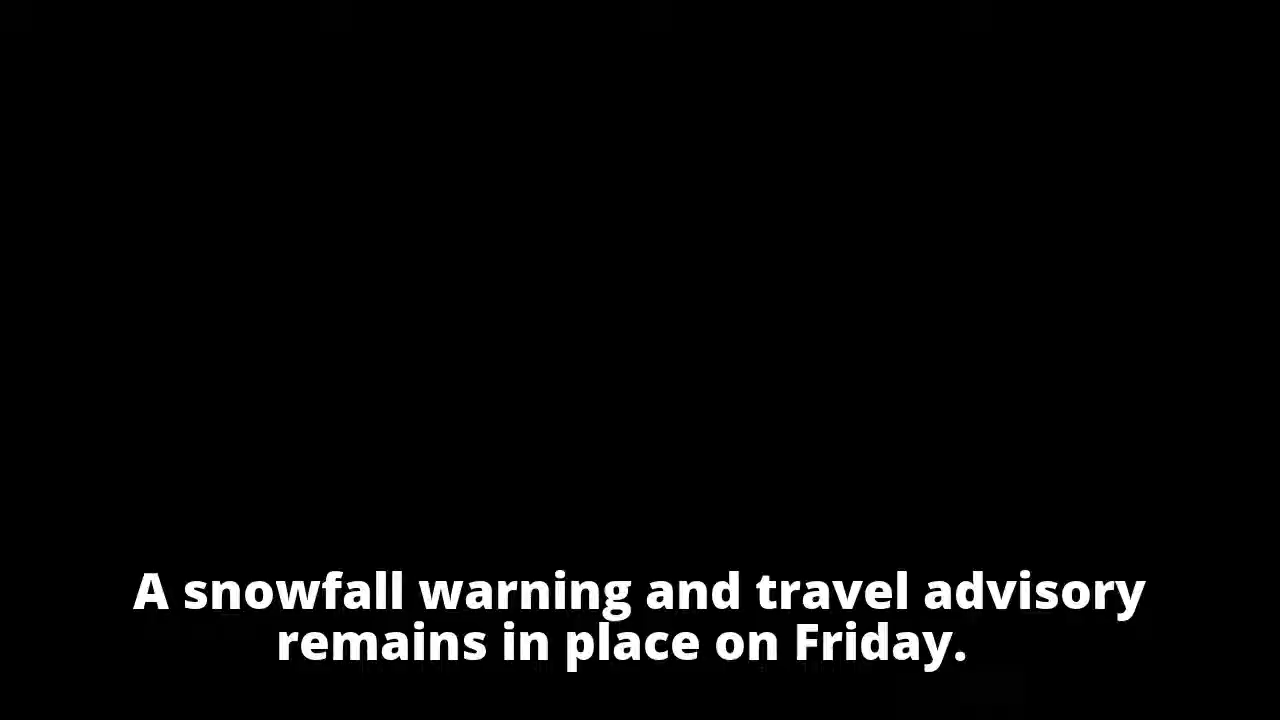 A snowfall warning and travel advisory
remains in place on Friday.